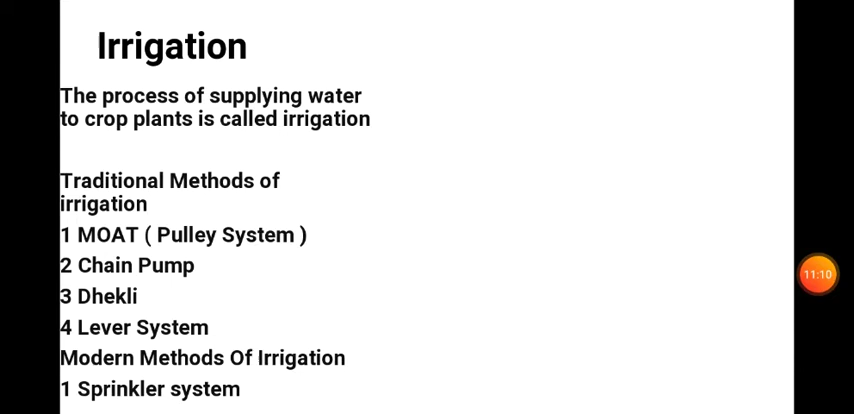 Irrigation
The process of supplying water
to crop plants is called irrigation
Traditional Methods of
irrigation
1 MOAT ( Pulley System )
2 Chain Pump
3 Dhekli
4 Lever System
Modern Methods Of Irrigation
1 Sprinkler system
11:10